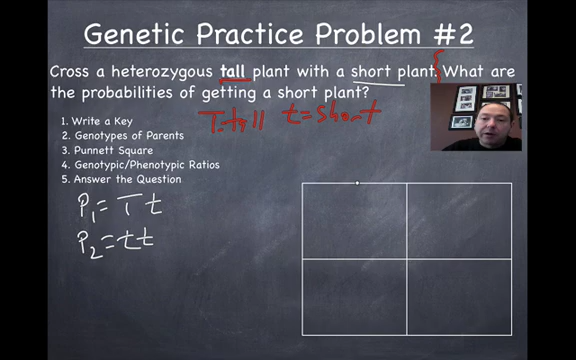 Genetic Practice Problem #2
Cross a heterozygous tall plant with a short plant. What are
the probabilities of getting a short plant?
T=tall t=short
1. Write a Key
2. Genotypes of Parents
3. Punnett Square
4. Genotypic/Phenotypic Ratios
5. Answer the Question
P1=Tt
P2=tt